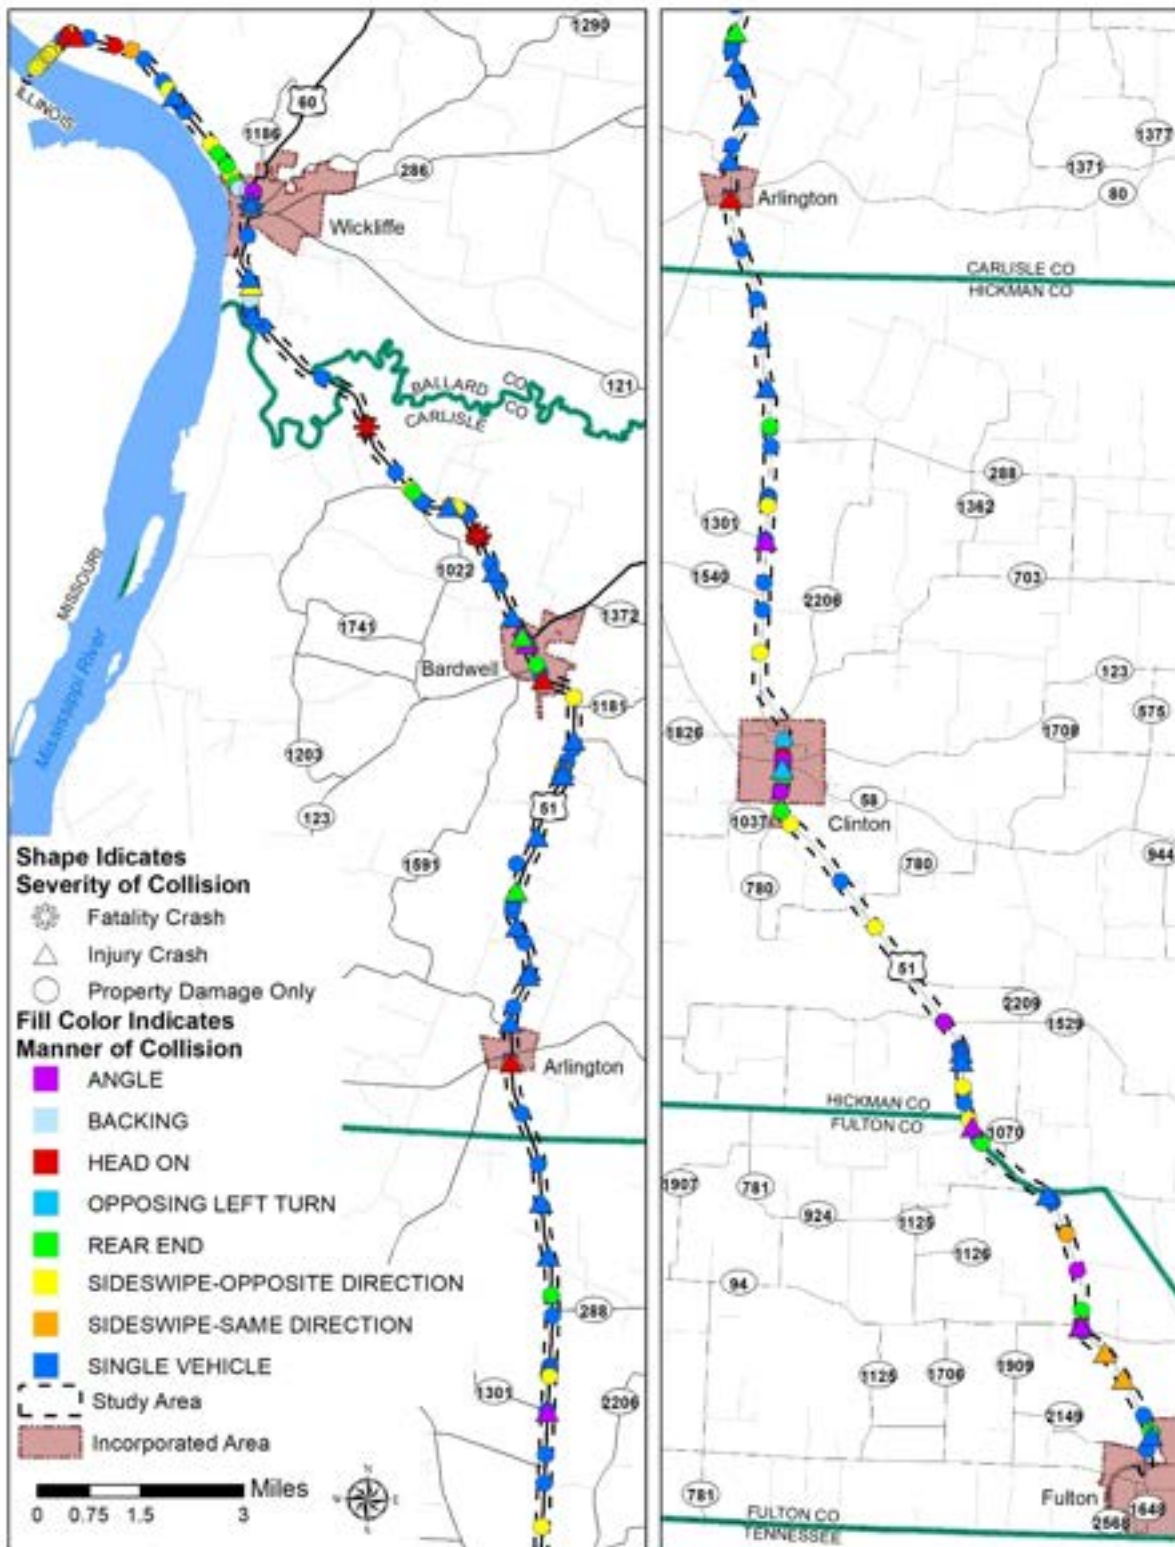 1290
60
ILLINOIS
1186
286
Wickliffe
121
BALLARD CO
CARLISLE CO
MISSOURI
Mississippi River
1022
1372
1741
Bardwell
1181
1203
123
51
1591
Shape Idicates
Severity of Collision
Fatality Crash
Injury Crash
Property Damage Only
Fill Color Indicates
Manner of Collision
ANGLE
BACKING
HEAD ON
OPPOSING LEFT TURN
REAR END
SIDESWIPE-OPPOSITE DIRECTION
SIDESWIPE-SAME DIRECTION
SINGLE VEHICLE
Study Area
Incorporated Area
Miles
0 0.75 1.5 3
N
W E
S
Arlington
288
1301
2206
1377
1371
80
Arlington
CARLISLE CO
HICKMAN CO
288
1362
1301
1540
703
2206
123
575
1826
1708
58
1037
Clinton
944
780
780
51
2209
1529
HICKMAN CO
FULTON CO
1070
1907
781
924
1125
1126
94
1125
1706
1909
2149
781
Fulton
1648
2568
FULTON CO
TENNESSEE